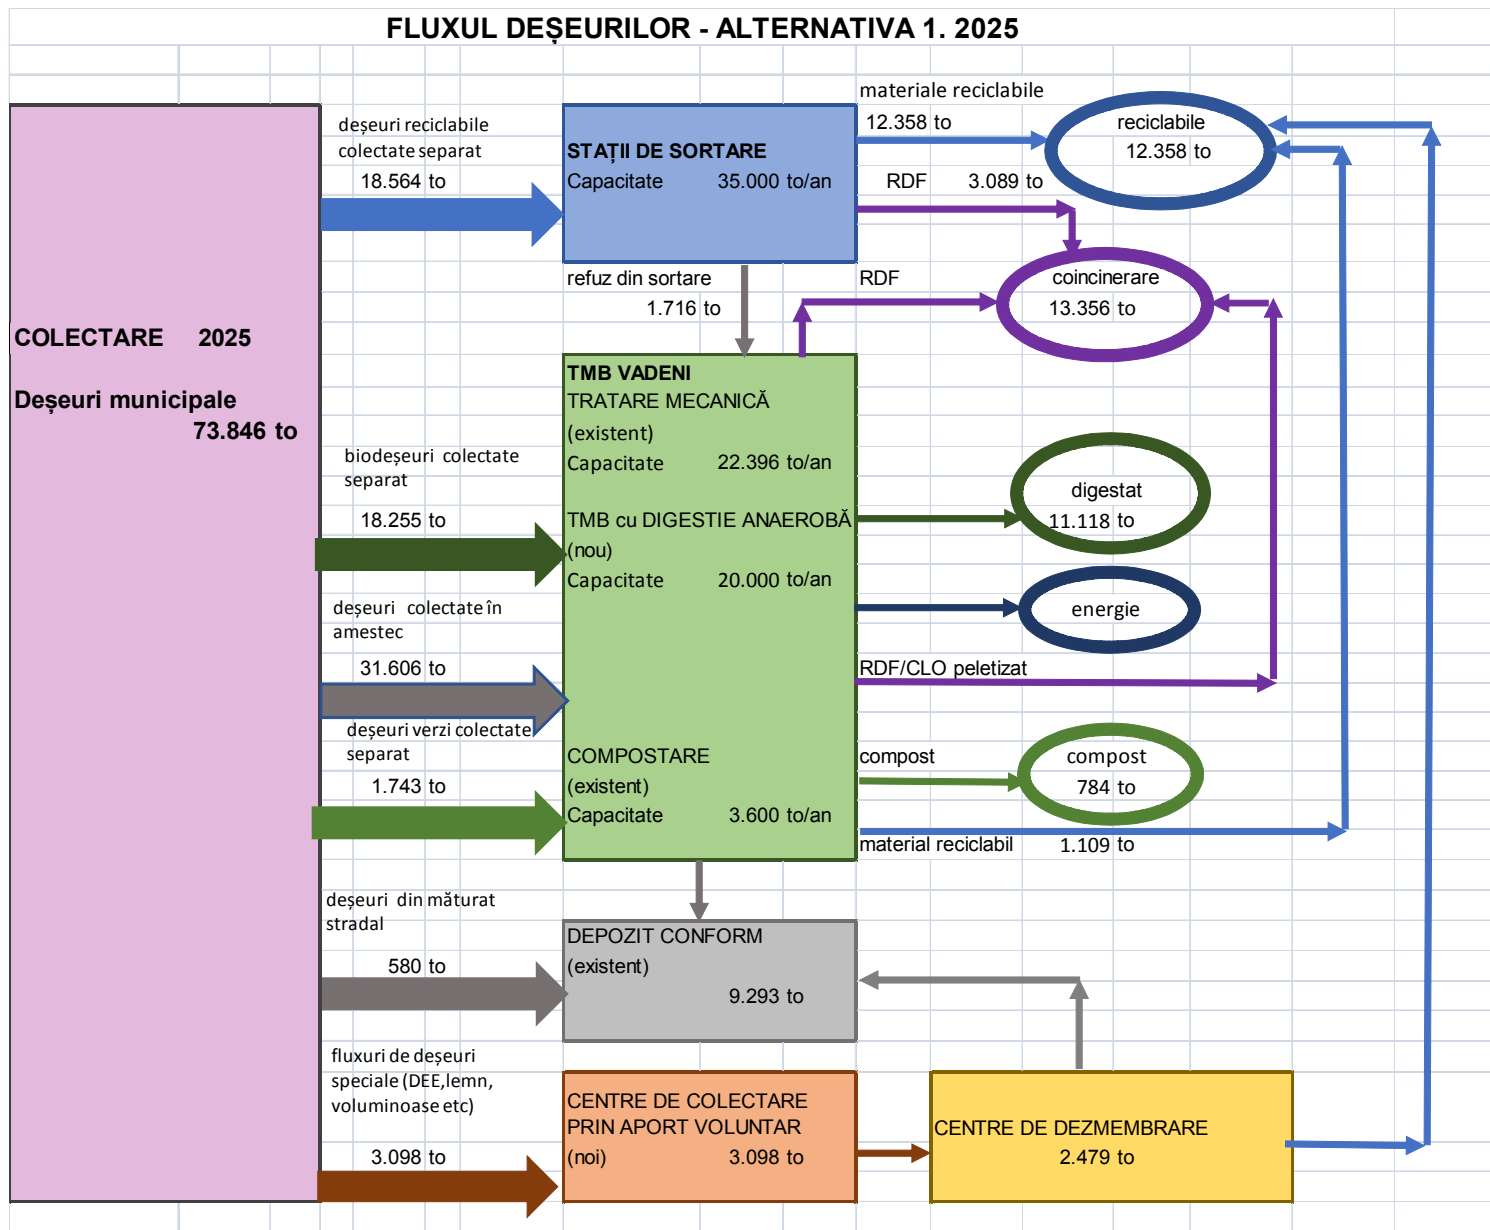 FLUXUL DEȘEURILOR - ALTERNATIVA 1. 2025
materiale reciclabile
12.358 to
reciclabile
12.358 to
deșeuri reciclabile
colectate separat
18.564 to
STAȚII DE SORTARE
Capacitate 35.000 to/an
RDF 3.089 to
refuz din sortare
1.716 to
RDF
coincinerare
13.356 to
COLECTARE 2025
Deșeuri municipale
73.846 to
TMB VADENI
TRATARE MECANICĂ
(existent)
Capacitate 22.396 to/an
biodeșeuri colectate
separat
18.255 to
TMB cu DIGESTIE ANAEROBĂ
(nou)
Capacitate 20.000 to/an
digestat
11.118 to
energie
deșeuri colectate în
amestec
31.606 to
RDF/CLO peletizat
deșeuri verzi colectate
separat
1.743 to
COMPOSTARE
(existent)
Capacitate 3.600 to/an
compost
compost
784 to
material reciclabil 1.109 to
deșeuri din măturat
stradal
580 to
DEPOZIT CONFORM
(existent)
9.293 to
fluxuri de deșeuri
speciale (DEE,lemn,
voluminoase etc)
3.098 to
CENTRE DE COLECTARE
PRIN APORT VOLUNTAR
(noi) 3.098 to
CENTRE DE DEZMEMBRARE
2.479 to